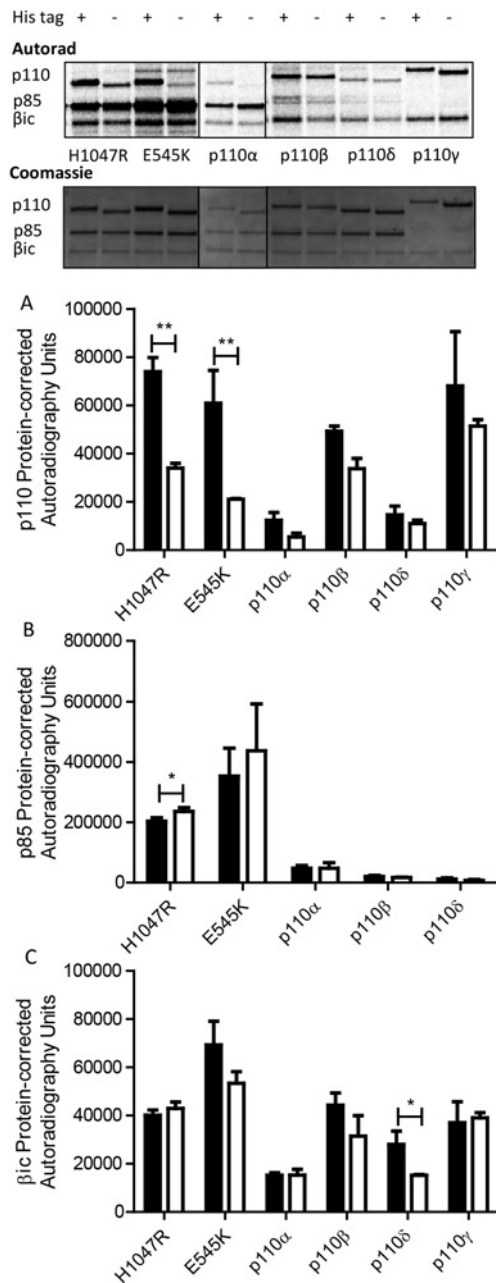 His tag + - + - + - + - + - + -
Autorad
p110
p85
βic
H1047R E545K p110α p110β p110δ p110γ
Coomassie
p110
p85
βic
A
p110 Protein-corrected
Autoradiography Units
100000
80000
60000
40000
20000
0
** **
H1047R E545K p110α p110β p110δ p110γ
B
p85 Protein-corrected
Autoradiography Units
800000
600000
400000
200000
0
*
H1047R E545K p110α p110β p110δ
C
βic Protein-corrected
Autoradiography Units
100000
80000
60000
40000
20000
0
*
H1047R E545K p110α p110β p110δ p110γ